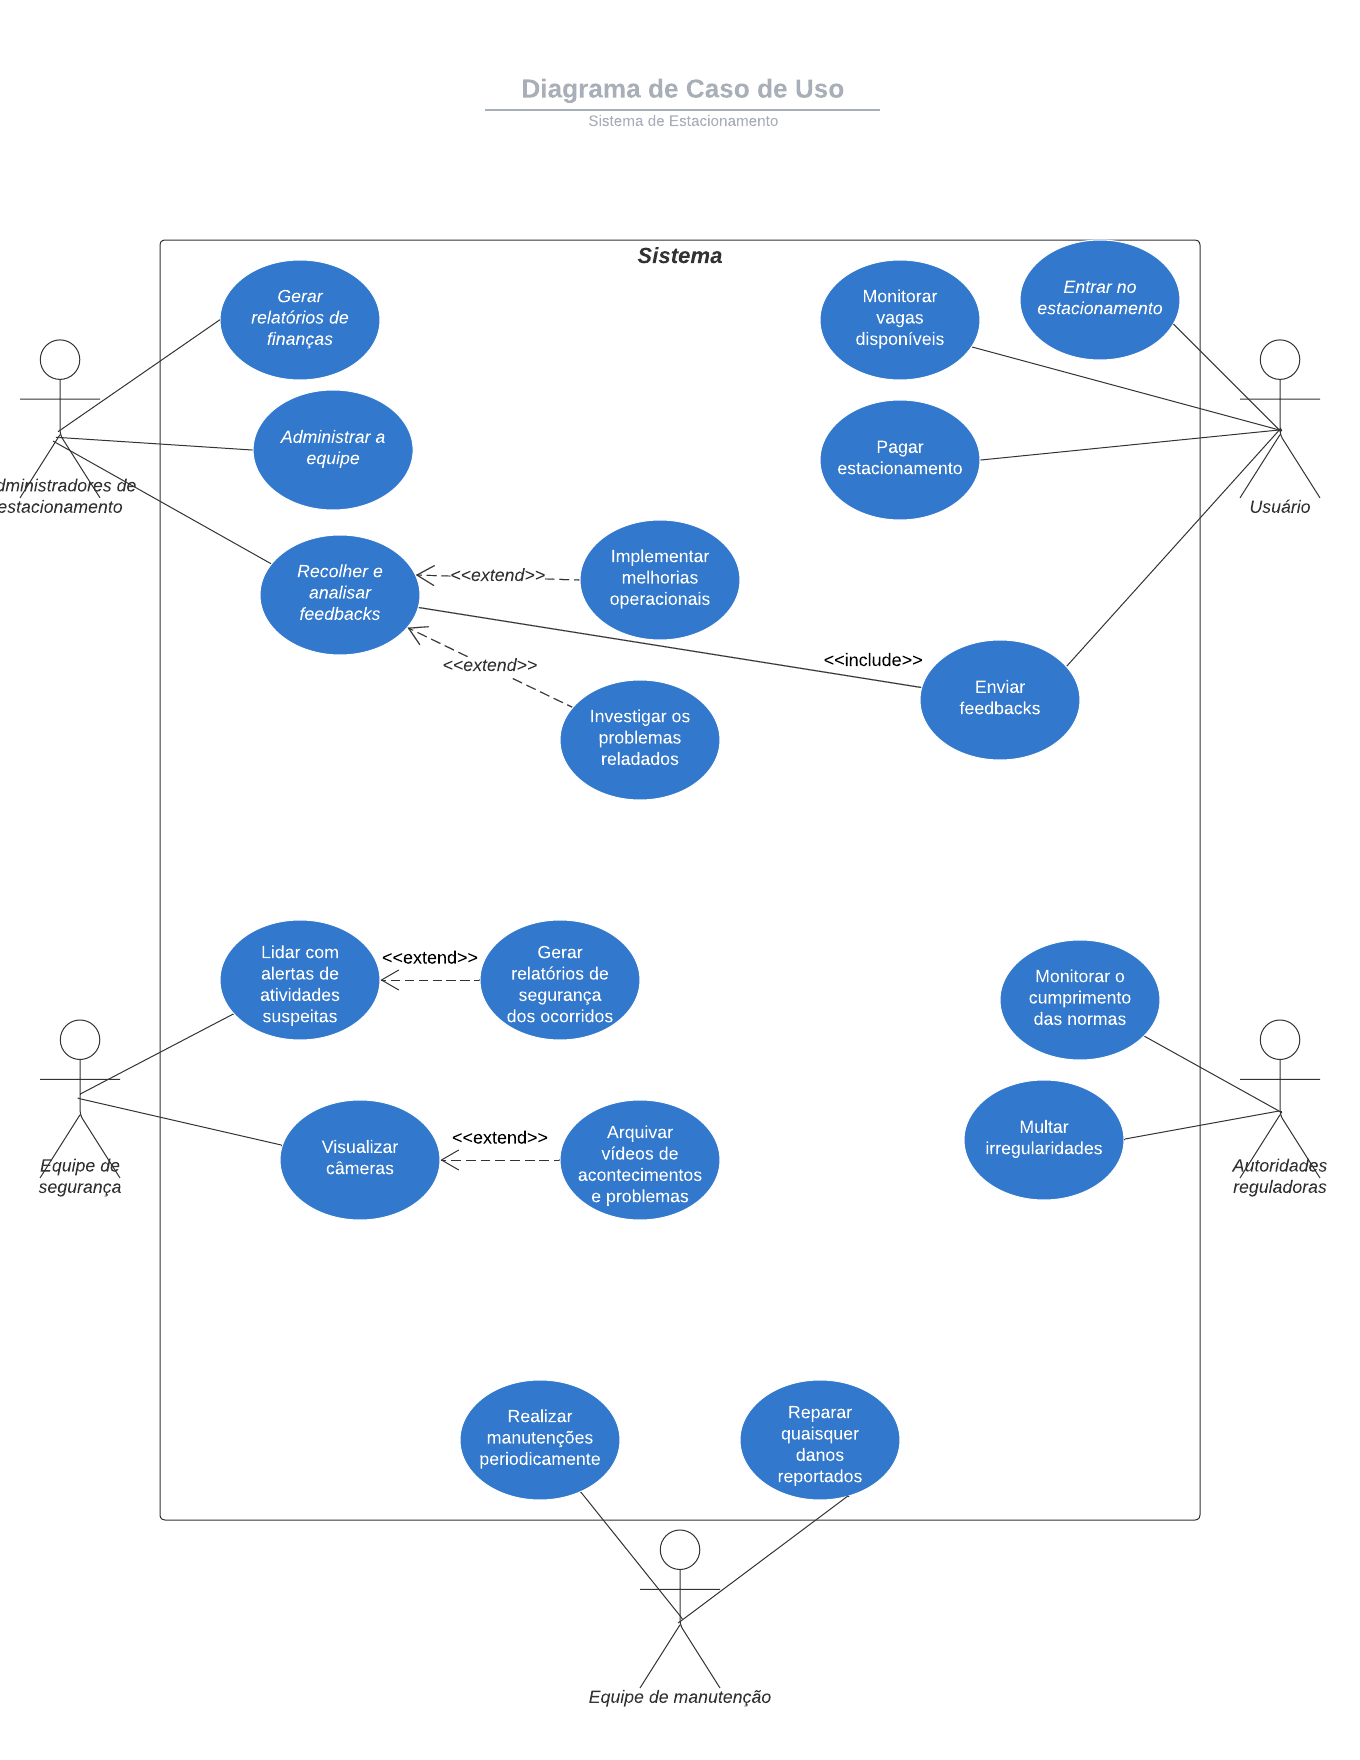 Diagrama de Caso de Uso
Sistema de Estacionamento
Sistema
Gerar
relatórios de
finanças
Monitorar
vagas
disponíveis
Entrar no
estacionamento
Administrar a
equipe
Pagar
estacionamento
dministradores de
estacionamento
Usuário
Recolher e
analisar
feedbacks
<<extend>>
Implementar
melhorias
operacionais
<<extend>>
<<include>>
Enviar
feedbacks
Investigar os
problemas
reladados
Lidar com
alertas de
atividades
suspeitas
<<extend>>
Gerar
relatórios de
segurança
dos ocorridos
Monitorar o
cumprimento
das normas
Visualizar
câmeras
<<extend>>
Arquivar
vídeos de
acontecimentos
e problemas
Multar
irregularidades
Equipe de
segurança
Autoridades
reguladoras
Realizar
manutenções
periodicamente
Reparar
quaisquer
danos
reportados
Equipe de manutenção